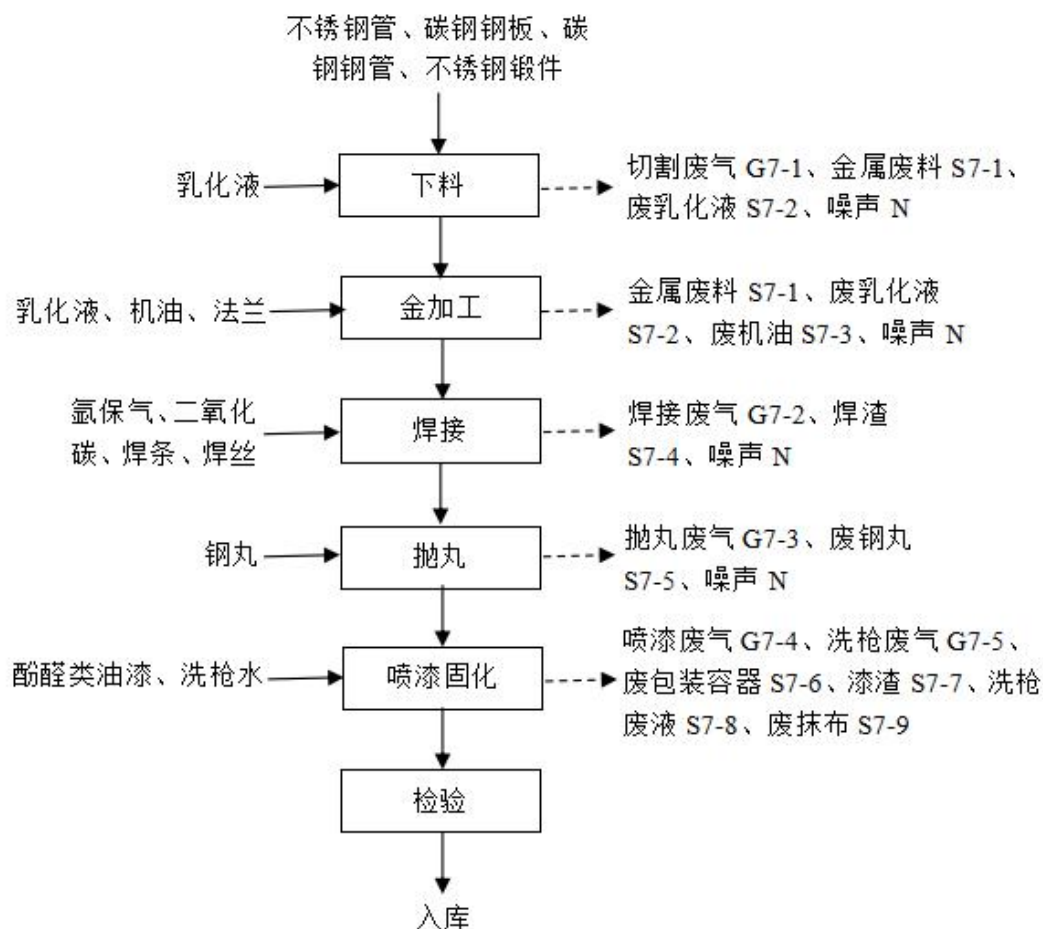 不锈钢管、碳钢钢板、碳
钢钢管、不锈钢锻件
乳化液
下料
切割废气 G7-1、金属废料 S7-1、
废乳化液 S7-2、噪声 N
乳化液、机油、法兰
金加工
金属废料 S7-1、废乳化液
S7-2、废机油 S7-3、噪声 N
氩保气、二氧化
碳、焊条、焊丝
焊接
焊接废气 G7-2、焊渣
S7-4、噪声 N
钢丸
抛丸
抛丸废气 G7-3、废钢丸
S7-5、噪声 N
酚醛类油漆、洗枪水
喷漆固化
喷漆废气 G7-4、洗枪废气 G7-5、
废包装容器 S7-6、漆渣 S7-7、洗枪
废液 S7-8、废抹布 S7-9
检验
入库